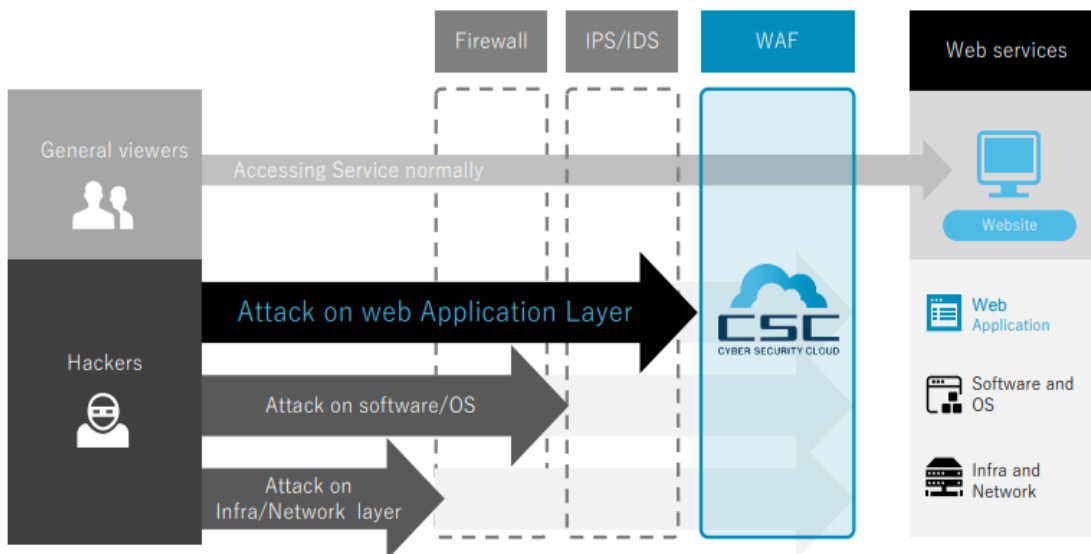 Firewall
IPS/IDS
WAF
Web services
General viewers
Accessing Service normally
Website
Attack on web Application Layer
CSC
CYBER SECURITY CLOUD
Web
Application
Hackers
Attack on software/OS
Software and
OS
Attack on
Infra/Network layer
Infra and
Network